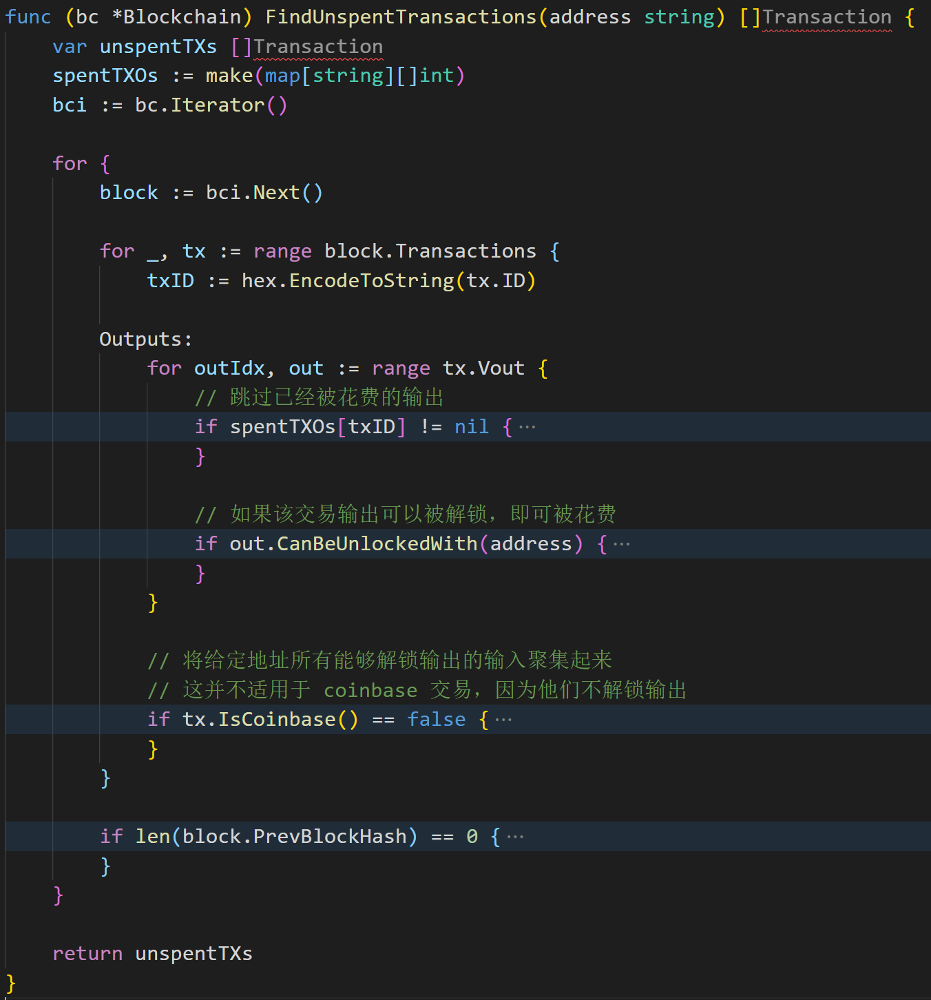 func (bc *Blockchain) FindUnspentTransactions(address string) []Transaction {
    var unspentTXs []Transaction
    spentTXOs := make(map[string][]int)
    bci := bc.Iterator()

    for {
        block := bci.Next()

        for _, tx := range block.Transactions {
            txID := hex.EncodeToString(tx.ID)

        Outputs:
            for outIdx, out := range tx.Vout {
                // 跳过已经被花费的输出
                if spentTXOs[txID] != nil {···
                }

                // 如果该交易输出可以被解锁，即可被花费
                if out.CanBeUnlockedWith(address) {···
                }
            }

            // 将给定地址所有能够解锁输出的输入聚集起来
            // 这并不适用于 coinbase 交易，因为他们不解锁输出
            if tx.IsCoinbase() == false {···
            }
        }

        if len(block.PrevBlockHash) == 0 {···
        }
    }

    return unspentTXs
}